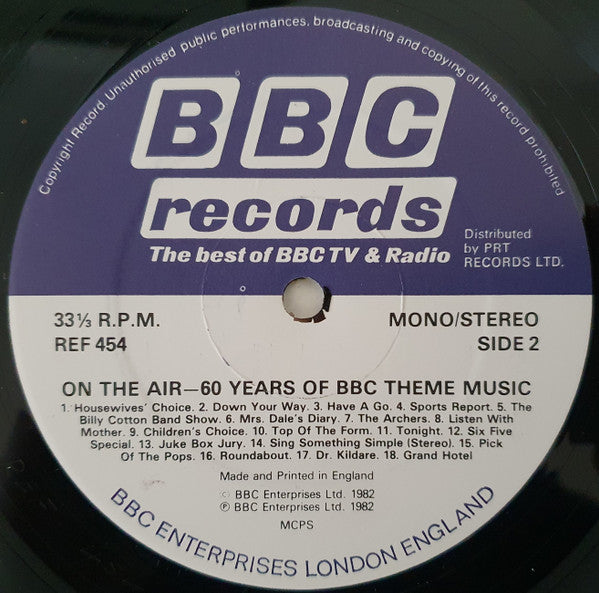 Copyright Record. Unauthorised public performances, broadcasting and copying of this record prohibited
BBC
records
The best of BBC TV & Radio
Distributed
by PRT
RECORDS LTD.
33⅓ R.P.M.
REF 454
MONO/STEREO
SIDE 2
ON THE AIR—60 YEARS OF BBC THEME MUSIC
1. Housewives' Choice. 2. Down Your Way. 3. Have A Go. 4. Sports Report. 5. The
Billy Cotton Band Show. 6. Mrs. Dale's Diary. 7. The Archers. 8. Listen With
Mother. 9. Children's Choice. 10. Top Of The Form. 11. Tonight. 12. Six Five
Special. 13. Juke Box Jury. 14. Sing Something Simple (Stereo). 15. Pick
Of The Pops. 16. Roundabout. 17. Dr. Kildare. 18. Grand Hotel
Made and Printed in England
© BBC Enterprises Ltd. 1982
℗ BBC Enterprises Ltd. 1982
MCPS
BBC ENTERPRISES LONDON ENGLAND